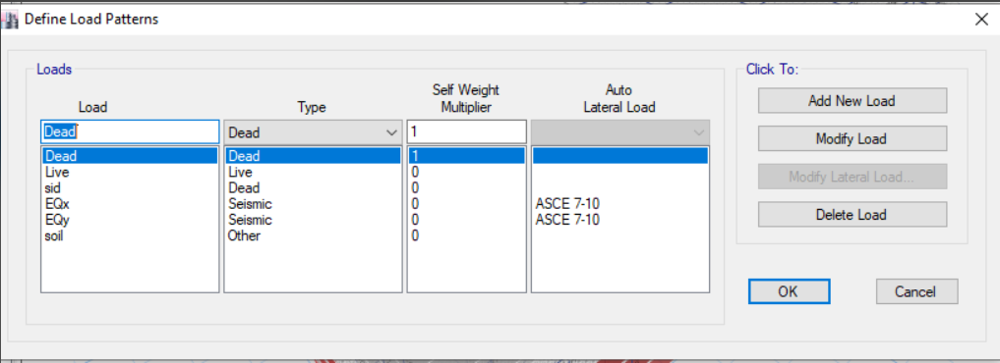 Define Load Patterns
Loads
Click To:
Load Type Self Weight Multiplier Auto Lateral Load
Dead Dead 1
Dead Dead 1
Live Live 0
sid Dead 0
EQx Seismic 0 ASCE 7-10
EQy Seismic 0 ASCE 7-10
soil Other 0
Add New Load
Modify Load
Modify Lateral Load...
Delete Load
OK
Cancel